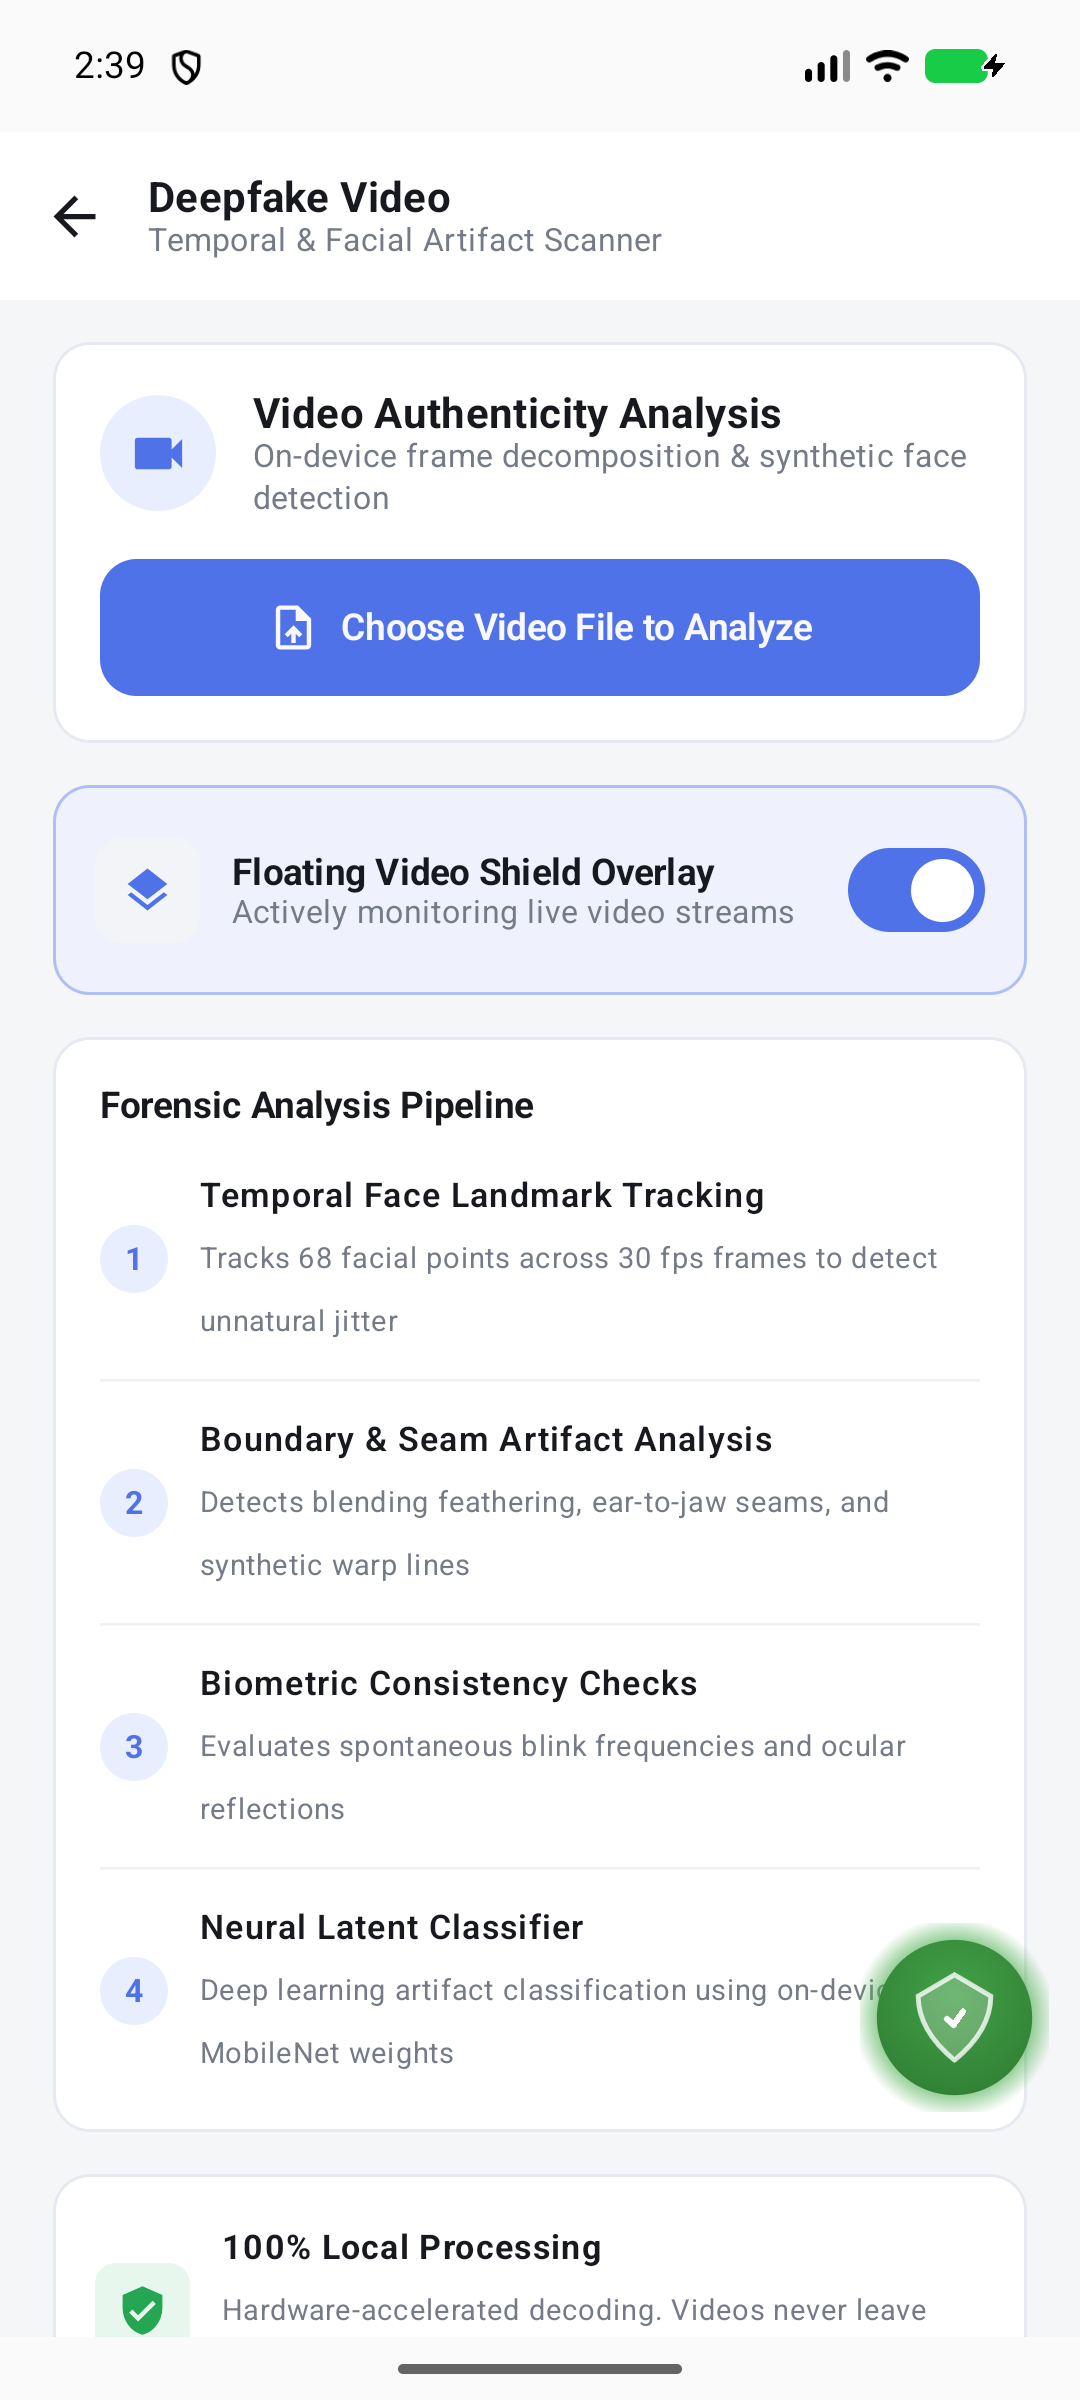 2:39
Deepfake Video
Temporal & Facial Artifact Scanner
Video Authenticity Analysis
On-device frame decomposition & synthetic face
detection
Choose Video File to Analyze
Floating Video Shield Overlay
Actively monitoring live video streams
Forensic Analysis Pipeline
Temporal Face Landmark Tracking
1
Tracks 68 facial points across 30 fps frames to detect
unnatural jitter
Boundary & Seam Artifact Analysis
2
Detects blending feathering, ear-to-jaw seams, and
synthetic warp lines
Biometric Consistency Checks
3
Evaluates spontaneous blink frequencies and ocular
reflections
Neural Latent Classifier
4
Deep learning artifact classification using
MobileNet weights
100% Local Processing
Hardware-accelerated decoding. Videos never leave